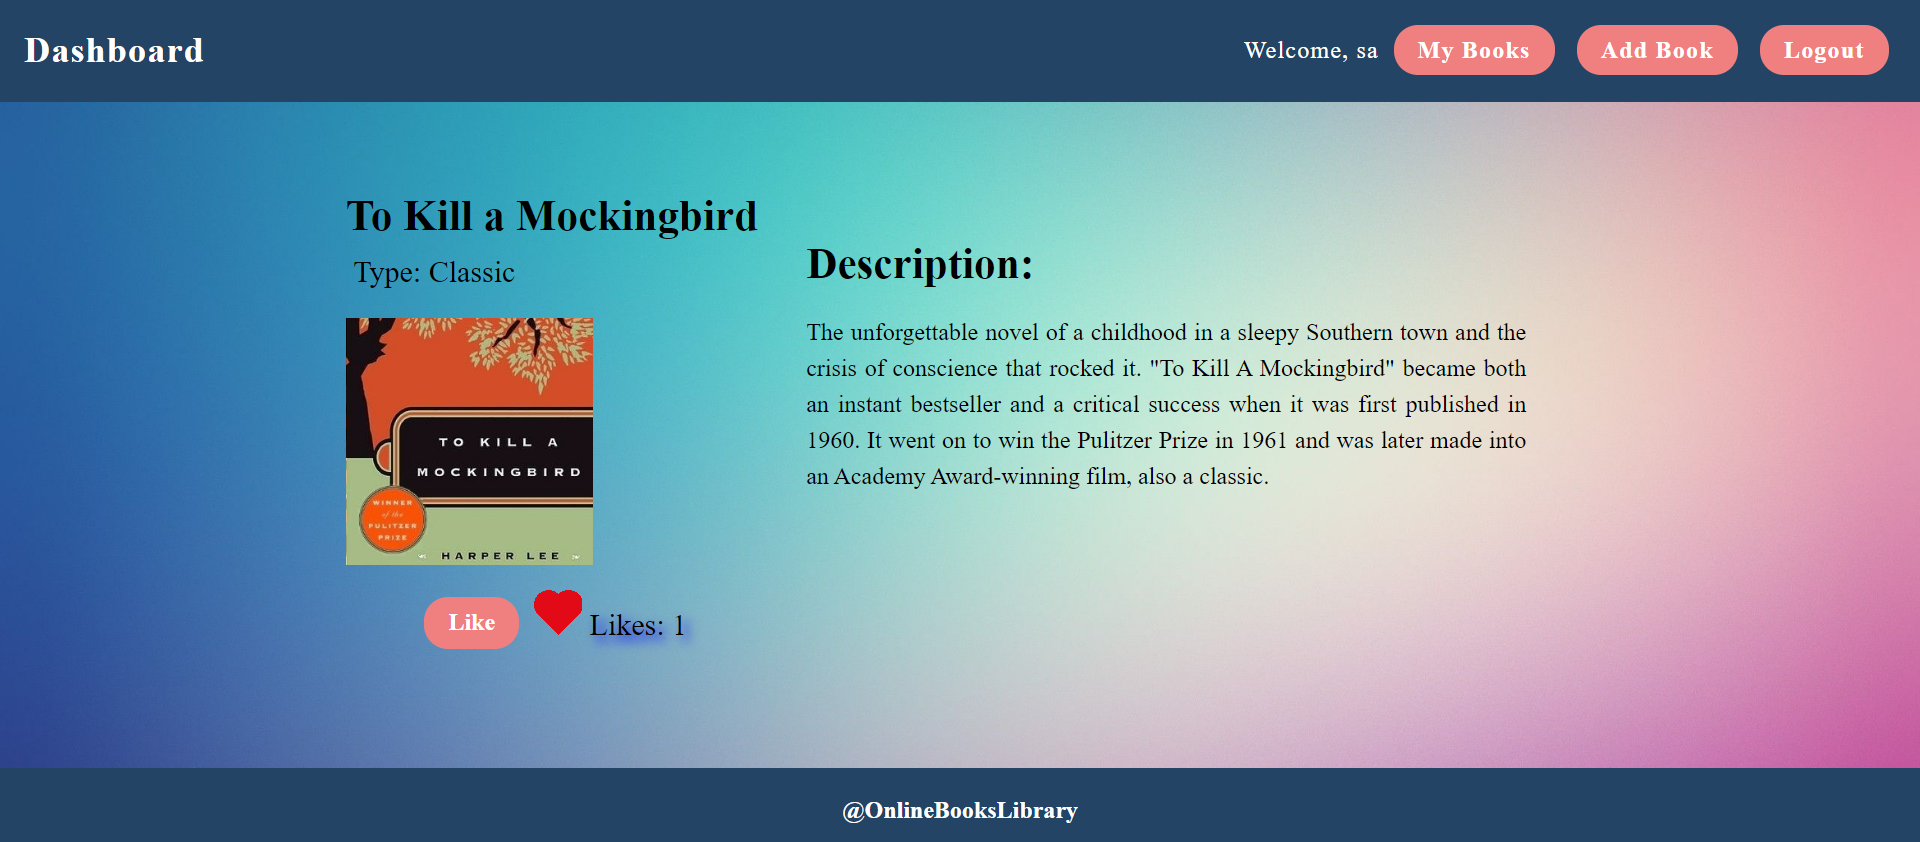 Dashboard
Welcome, sa
My Books
Add Book
Logout
To Kill a Mockingbird
Type: Classic
TO KILL A
MOCKINGBIRD
WINNER
of the
PULITZER
PRIZE
HARPER LEE
Like
Likes: 1
Description:
The unforgettable novel of a childhood in a sleepy Southern town and the
crisis of conscience that rocked it. "To Kill A Mockingbird" became both
an instant bestseller and a critical success when it was first published in
1960. It went on to win the Pulitzer Prize in 1961 and was later made into
an Academy Award-winning film, also a classic.
@OnlineBooksLibrary